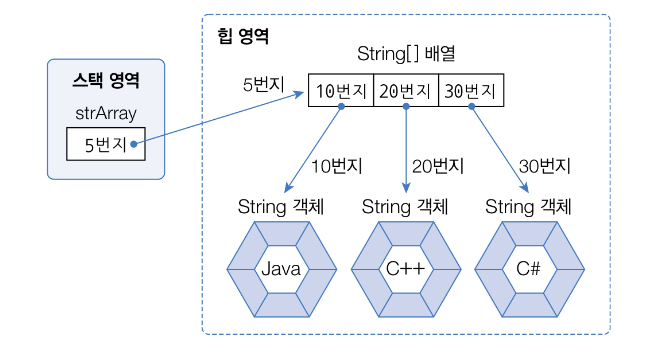 힙 영역
스택 영역
String[] 배열
strArray
5번지
5번지
10번지 20번지 30번지
10번지 20번지 30번지
String 객체 String 객체 String 객체
Java C++ C#